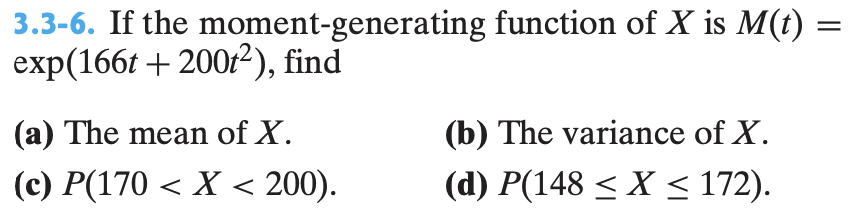 3.3-6. If the moment-generating function of X is M(t) =
exp(166t + 200t²), find
(a) The mean of X. (b) The variance of X.
(c) P(170 < X < 200). (d) P(148 ≤ X ≤ 172).